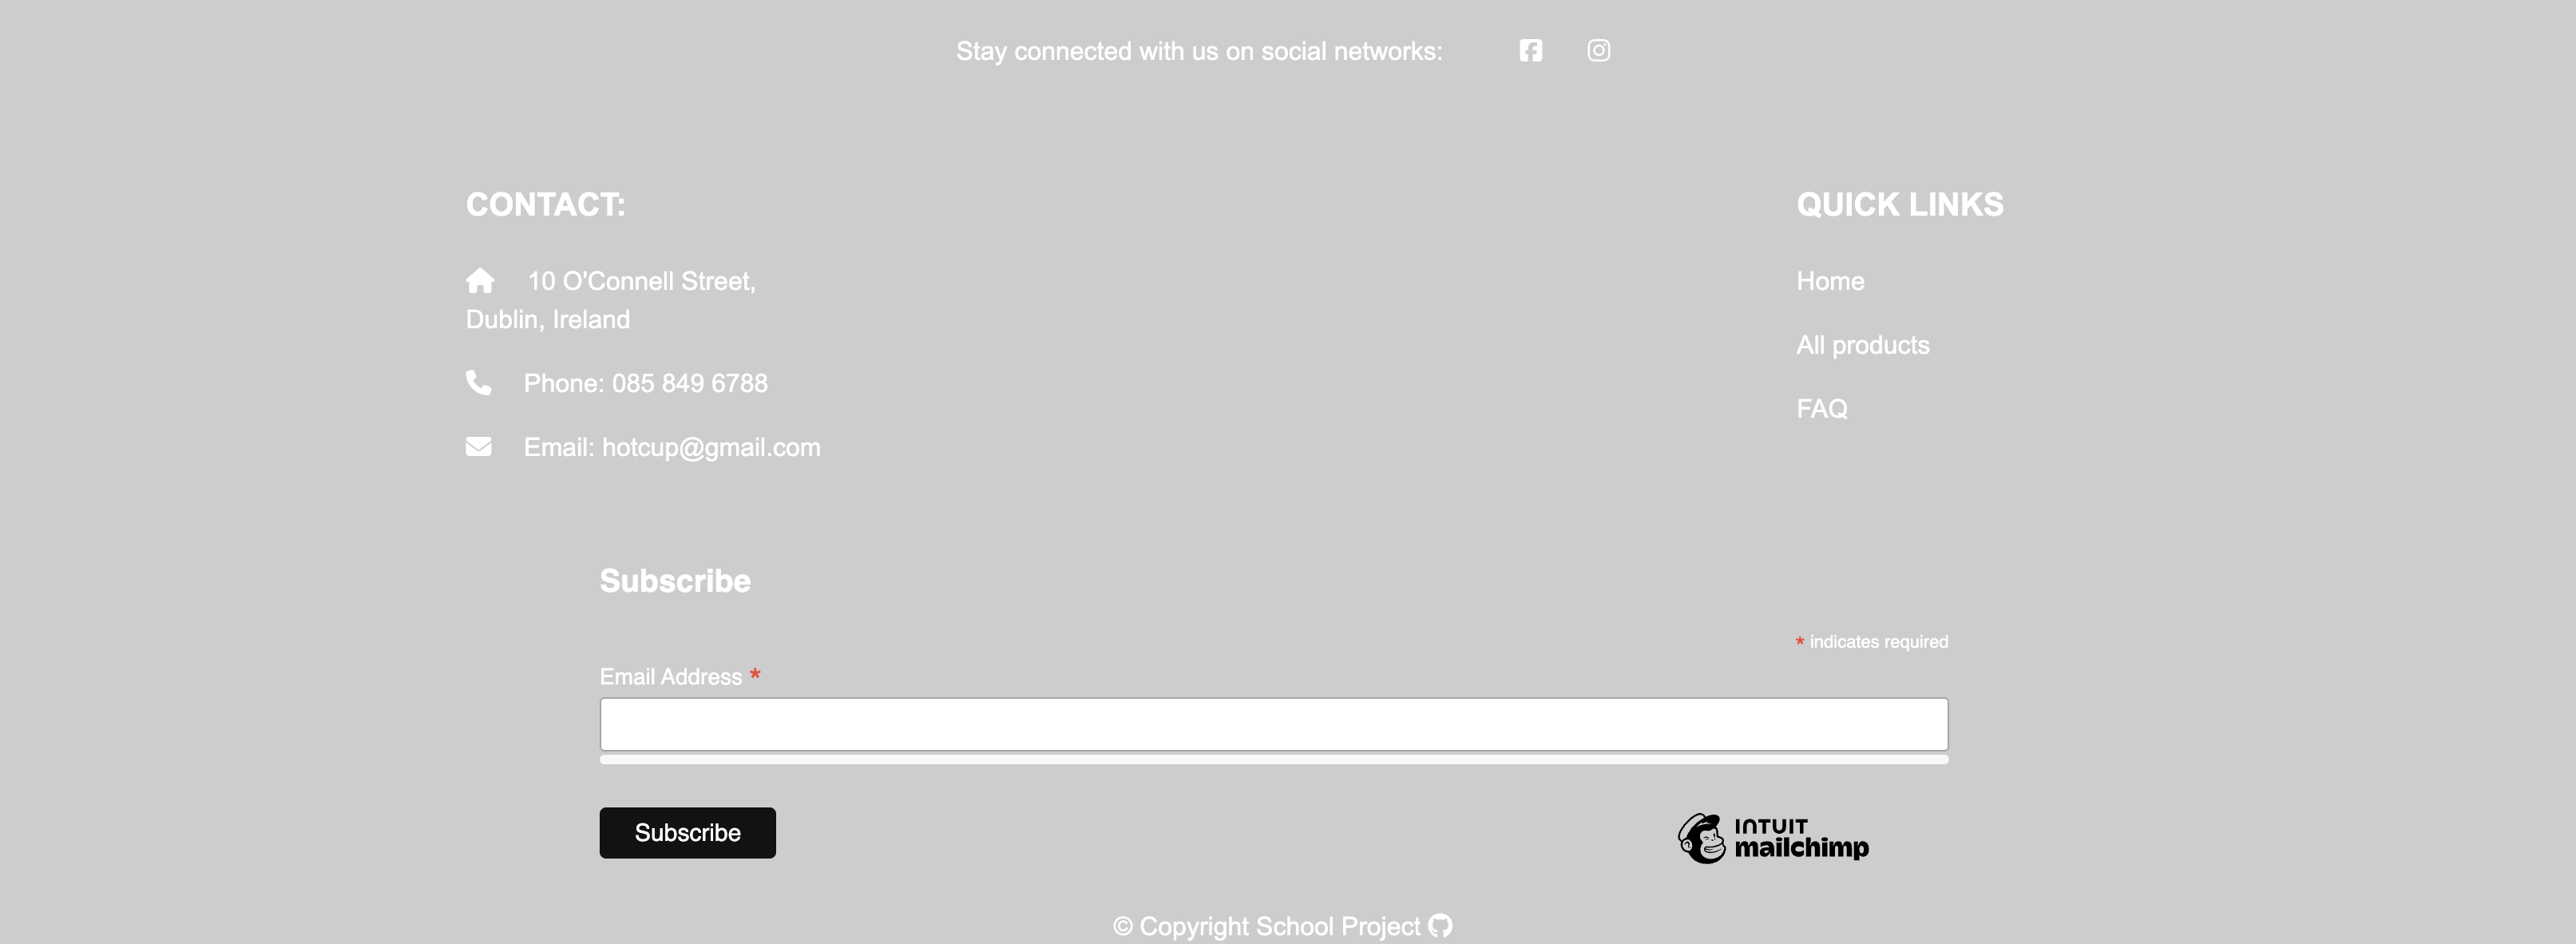 Stay connected with us on social networks:
CONTACT:
10 O'Connell Street,
Dublin, Ireland
Phone: 085 849 6788
Email: hotcup@gmail.com
QUICK LINKS
Home
All products
FAQ
Subscribe
* indicates required
Email Address *
Subscribe
INTUIT
mailchimp
© Copyright School Project